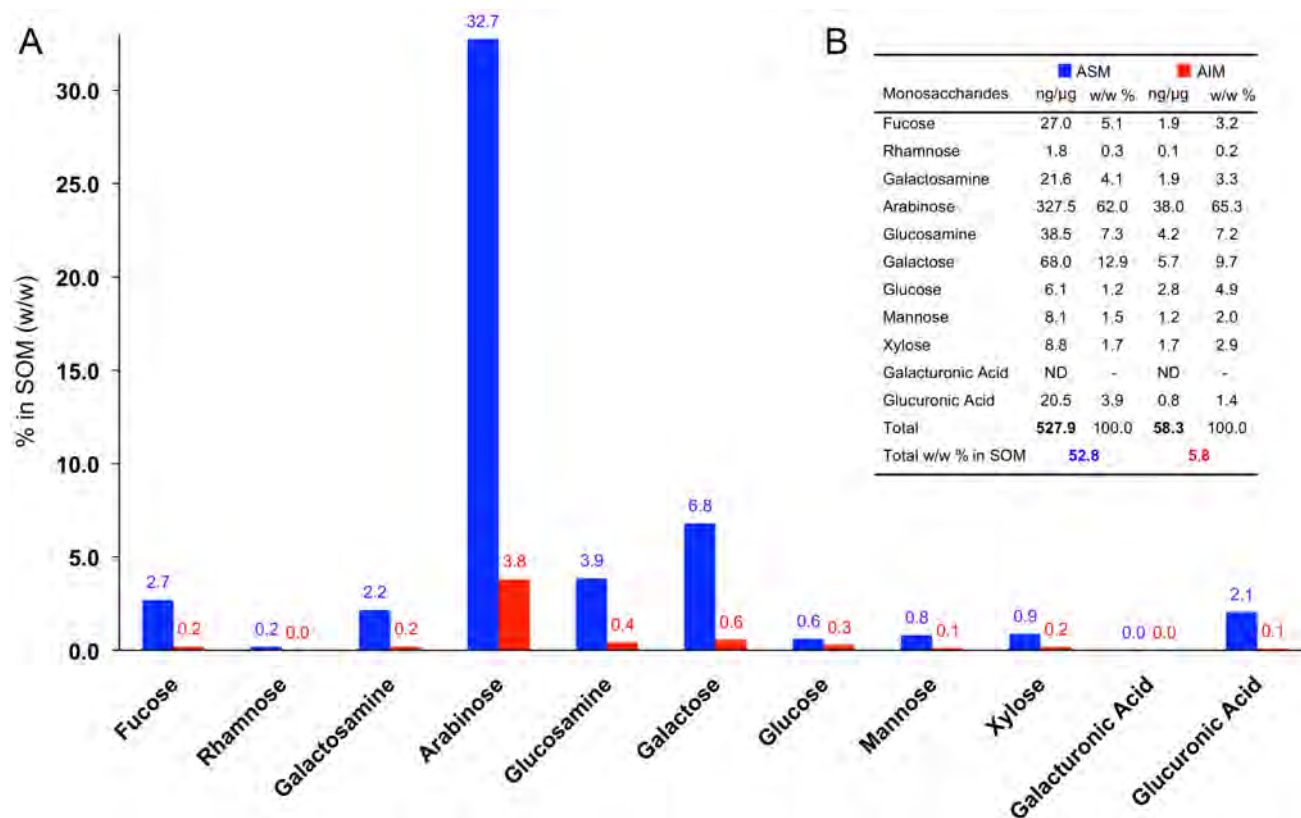 A
% in SOM (w/w)
30.0
25.0
20.0
15.0
10.0
5.0
0.0
2.7 0.2
0.2 0.0
2.2 0.2
32.7 3.8
3.9 0.4
6.8 0.6
0.6 0.3
0.8 0.1
0.9 0.2
0.0 0.0
2.1 0.1
Fucose
Rhamnose
Galactosamine
Arabinose
Glucosamine
Galactose
Glucose
Mannose
Xylose
Galacturonic Acid
Glucuronic Acid
B
ASM AIM
Monosaccharides ng/µg w/w % ng/µg w/w %
Fucose 27.0 5.1 1.9 3.2
Rhamnose 1.8 0.3 0.1 0.2
Galactosamine 21.6 4.1 1.9 3.3
Arabinose 327.5 62.0 38.0 65.3
Glucosamine 38.5 7.3 4.2 7.2
Galactose 68.0 12.9 5.7 9.7
Glucose 6.1 1.2 2.8 4.9
Mannose 8.1 1.5 1.2 2.0
Xylose 8.8 1.7 1.7 2.9
Galacturonic Acid ND - ND -
Glucuronic Acid 20.5 3.9 0.8 1.4
Total 527.9 100.0 58.3 100.0
Total w/w % in SOM 52.8 5.8